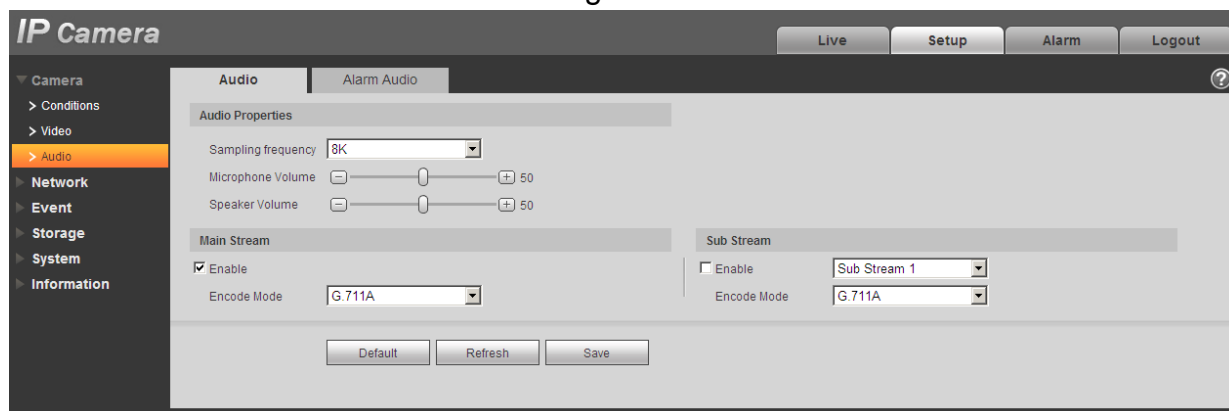 IP Camera
Live
Setup
Alarm
Logout
Camera
> Conditions
> Video
> Audio
Network
Event
Storage
System
Information
Audio
Alarm Audio
?
Audio Properties
Sampling frequency 8K
Microphone Volume 50
Speaker Volume 50
Main Stream
Enable
Encode Mode G.711A
Sub Stream
Enable Sub Stream 1
Encode Mode G.711A
Default
Refresh
Save